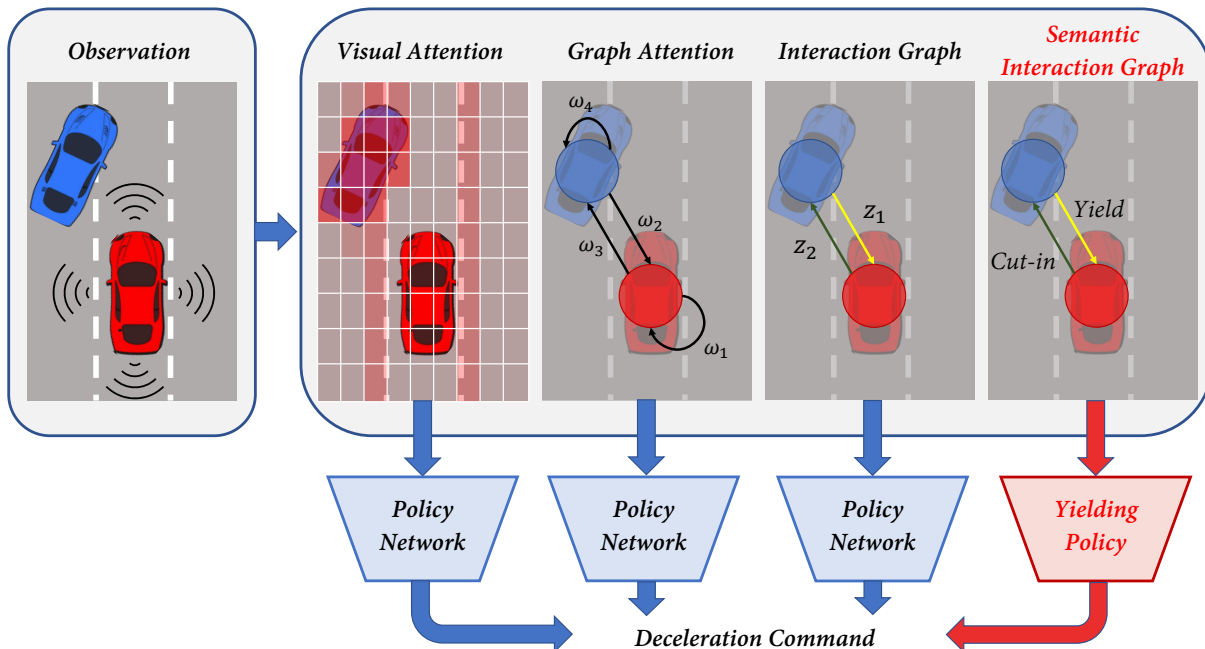 Observation
Visual Attention
Graph Attention
Interaction Graph
Semantic
Interaction Graph
ω₄
ω₂
ω₃
ω₁
z₁
z₂
Yield
Cut-in
Policy
Network
Policy
Network
Policy
Network
Yielding
Policy
Deceleration Command